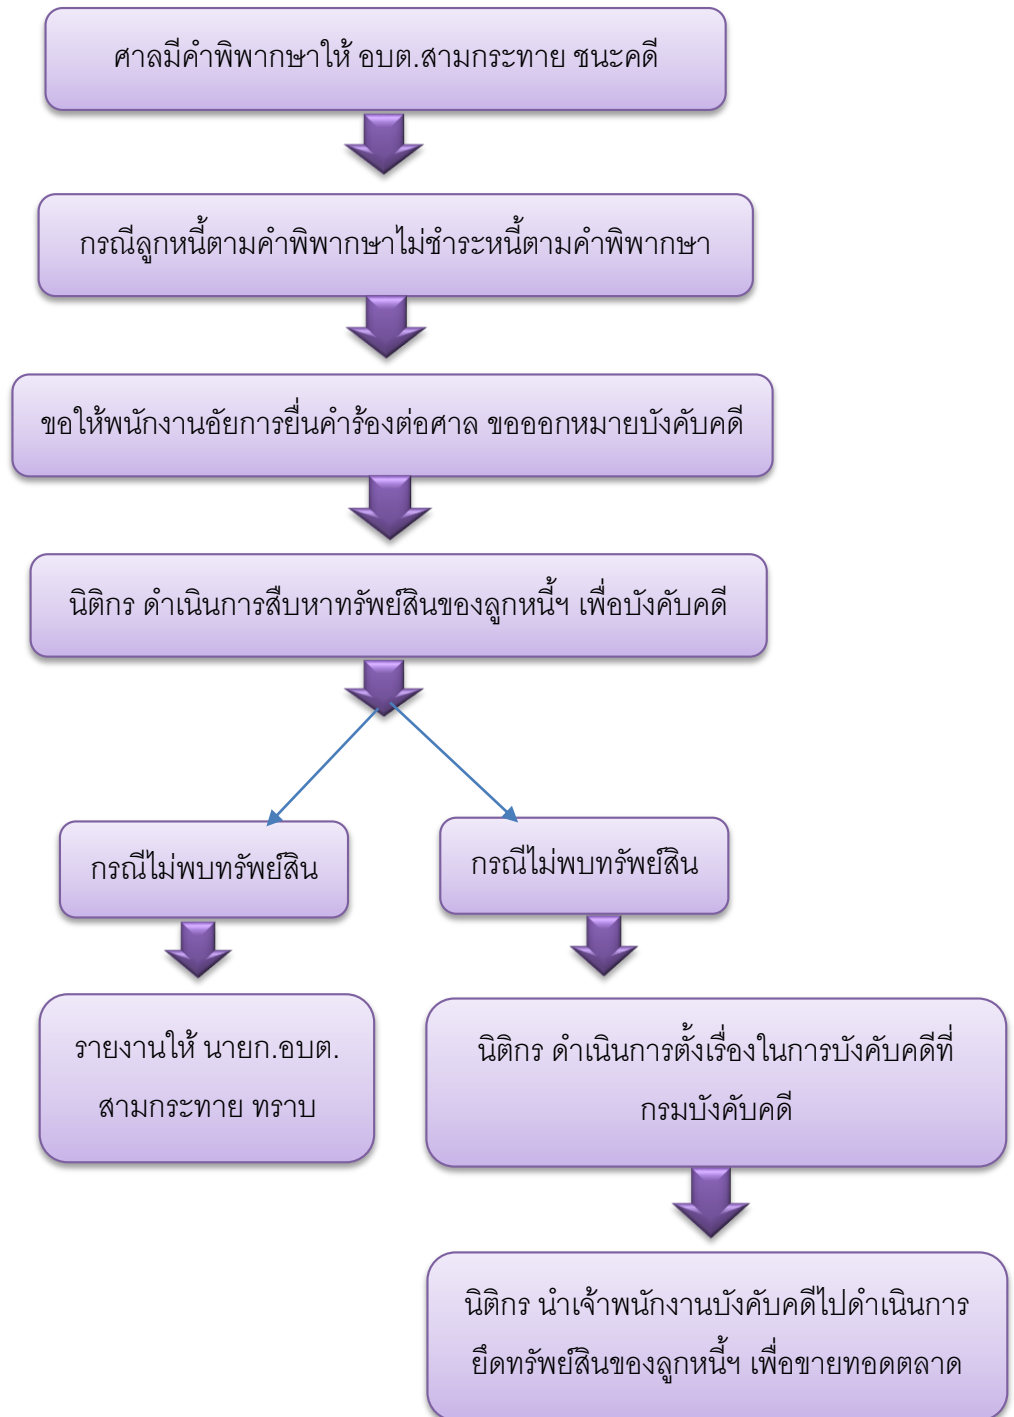 ศาลมีคำพิพากษาให้ อบต.สามกระทาย ชนะคดี
กรณีลูกหนี้ตามคำพิพากษาไม่ชำระหนี้ตามคำพิพากษา
ขอให้พนักงานอัยการยื่นคำร้องต่อศาล ขอออกหมายบังคับคดี
นิติกร ดำเนินการสืบหาทรัพย์สินของลูกหนี้ฯ เพื่อบังคับคดี
กรณีไม่พบทรัพย์สิน
กรณีไม่พบทรัพย์สิน
รายงานให้ นายก.อบต.
สามกระทาย ทราบ
นิติกร ดำเนินการตั้งเรื่องในการบังคับคดีที่
กรมบังคับคดี
นิติกร นำเจ้าพนักงานบังคับคดีไปดำเนินการ
ยึดทรัพย์สินของลูกหนี้ฯ เพื่อขายทอดตลาด